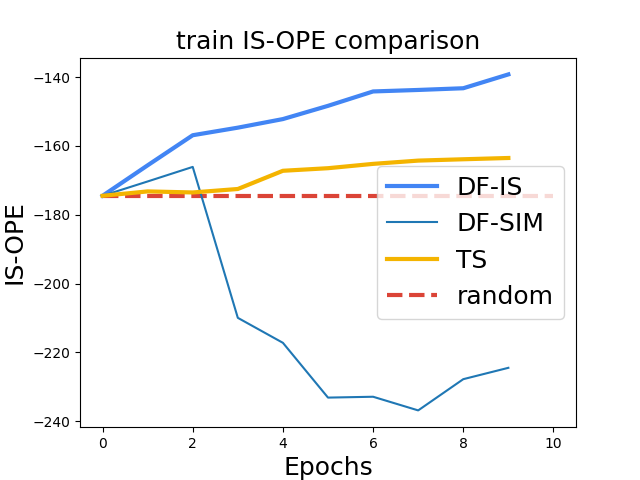 train IS-OPE comparison
IS-OPE
−140
−160
−180
−200
−220
−240
DF-IS
DF-SIM
TS
random
0 2 4 6 8 10
Epochs